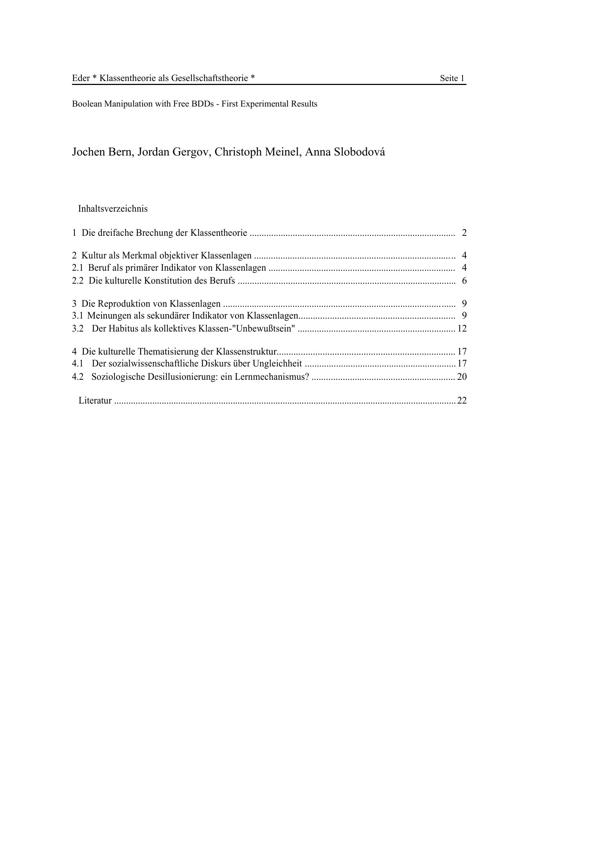 Eder * Klassentheorie als Gesellschaftstheorie * Seite 1
Boolean Manipulation with Free BDDs - First Experimental Results
Jochen Bern, Jordan Gergov, Christoph Meinel, Anna Slobodová
Inhaltsverzeichnis
1 Die dreifache Brechung der Klassentheorie ........ 2
2 Kultur als Merkmal objektiver Klassenlagen ........ 4
2.1 Beruf als primärer Indikator von Klassenlagen ........ 4
2.2 Die kulturelle Konstitution des Berufs ........ 6
3 Die Reproduktion von Klassenlagen ........ 9
3.1 Meinungen als sekundärer Indikator von Klassenlagen........ 9
3.2 Der Habitus als kollektives Klassen-"Unbewußtsein" ........ 12
4 Die kulturelle Thematisierung der Klassenstruktur........ 17
4.1 Der sozialwissenschaftliche Diskurs über Ungleichheit ........ 17
4.2 Soziologische Desillusionierung: ein Lernmechanismus? ........ 20
Literatur ........ 22